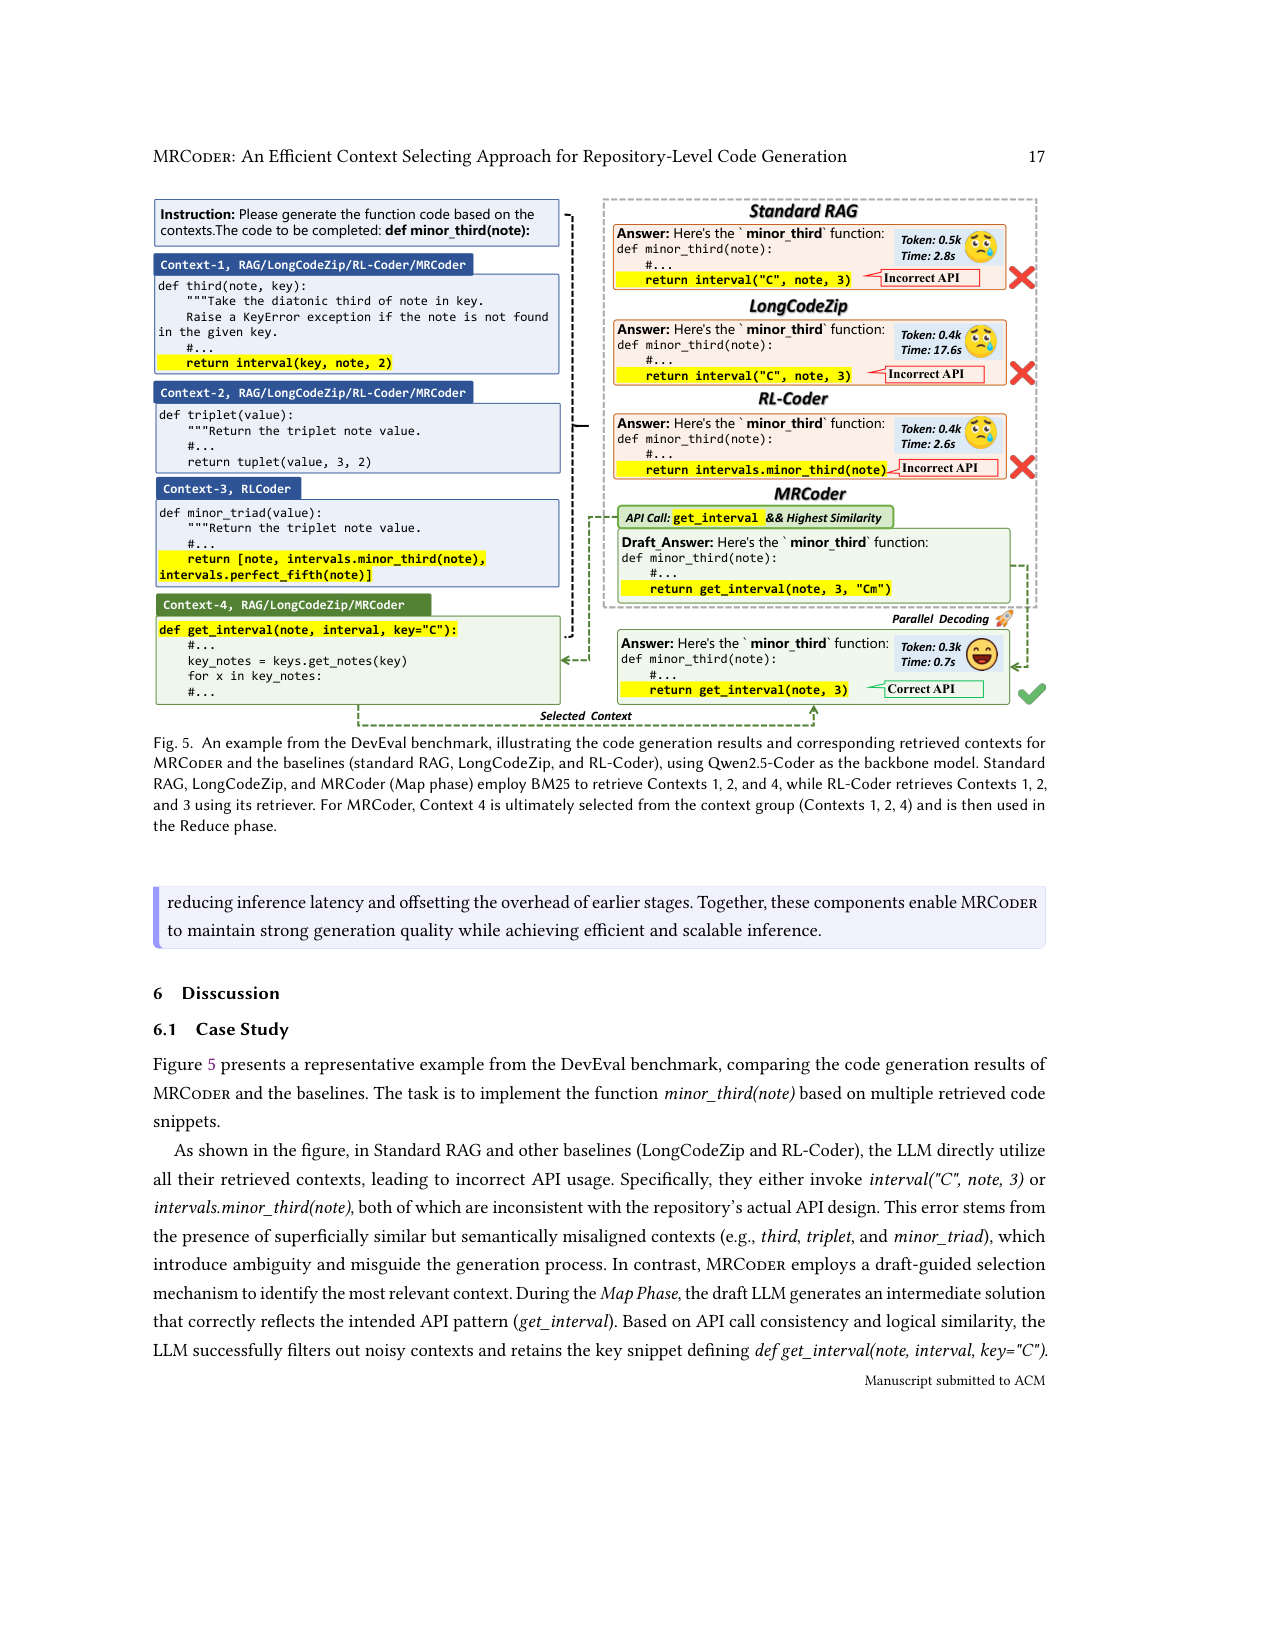 MRCoder: An Efficient Context Selecting Approach for Repository-Level Code Generation 17
Instruction: Please generate the function code based on the
contexts.The code to be completed: def minor_third(note):
Context-1, RAG/LongCodeZip/RL-Coder/MRCoder
def third(note, key):
"""Take the diatonic third of note in key.
Raise a KeyError exception if the note is not found
in the given key.
#...
return interval(key, note, 2)
Context-2, RAG/LongCodeZip/RL-Coder/MRCoder
def triplet(value):
"""Return the triplet note value.
#...
return tuplet(value, 3, 2)
Context-3, RLCoder
def minor_triad(value):
"""Return the triplet note value.
#...
return [note, intervals.minor_third(note),
intervals.perfect_fifth(note)]
Context-4, RAG/LongCodeZip/MRCoder
def get_interval(note, interval, key="C"):
#...
key_notes = keys.get_notes(key)
for x in key_notes:
#...
Standard RAG
Answer: Here's the `minor_third` function:
def minor_third(note):
#...
return interval("C", note, 3)
Token: 0.5k
Time: 2.8s
Incorrect API
LongCodeZip
Answer: Here's the `minor_third` function:
def minor_third(note):
#...
return interval("C", note, 3)
Token: 0.4k
Time: 17.6s
Incorrect API
RL-Coder
Answer: Here's the `minor_third` function:
def minor_third(note):
#...
return intervals.minor_third(note)
Token: 0.4k
Time: 2.6s
Incorrect API
MRCoder
API Call: get_interval && Highest Similarity
Draft_Answer: Here's the `minor_third` function:
def minor_third(note):
#...
return get_interval(note, 3, "Cm")
Parallel Decoding
Answer: Here's the `minor_third` function:
def minor_third(note):
#...
return get_interval(note, 3)
Token: 0.3k
Time: 0.7s
Correct API
Selected Context
Fig. 5. An example from the DevEval benchmark, illustrating the code generation results and corresponding retrieved contexts for
MRCoder and the baselines (standard RAG, LongCodeZip, and RL-Coder), using Qwen2.5-Coder as the backbone model. Standard
RAG, LongCodeZip, and MRCoder (Map phase) employ BM25 to retrieve Contexts 1, 2, and 4, while RL-Coder retrieves Contexts 1, 2,
and 3 using its retriever. For MRCoder, Context 4 is ultimately selected from the context group (Contexts 1, 2, 4) and is then used in
the Reduce phase.
reducing inference latency and offsetting the overhead of earlier stages. Together, these components enable MRCoder
to maintain strong generation quality while achieving efficient and scalable inference.
6 Disscussion
6.1 Case Study
Figure 5 presents a representative example from the DevEval benchmark, comparing the code generation results of
MRCoder and the baselines. The task is to implement the function minor_third(note) based on multiple retrieved code
snippets.
As shown in the figure, in Standard RAG and other baselines (LongCodeZip and RL-Coder), the LLM directly utilize
all their retrieved contexts, leading to incorrect API usage. Specifically, they either invoke interval("C", note, 3) or
intervals.minor_third(note), both of which are inconsistent with the repository's actual API design. This error stems from
the presence of superficially similar but semantically misaligned contexts (e.g., third, triplet, and minor_triad), which
introduce ambiguity and misguide the generation process. In contrast, MRCoder employs a draft-guided selection
mechanism to identify the most relevant context. During the Map Phase, the draft LLM generates an intermediate solution
that correctly reflects the intended API pattern (get_interval). Based on API call consistency and logical similarity, the
LLM successfully filters out noisy contexts and retains the key snippet defining def get_interval(note, interval, key="C").
Manuscript submitted to ACM